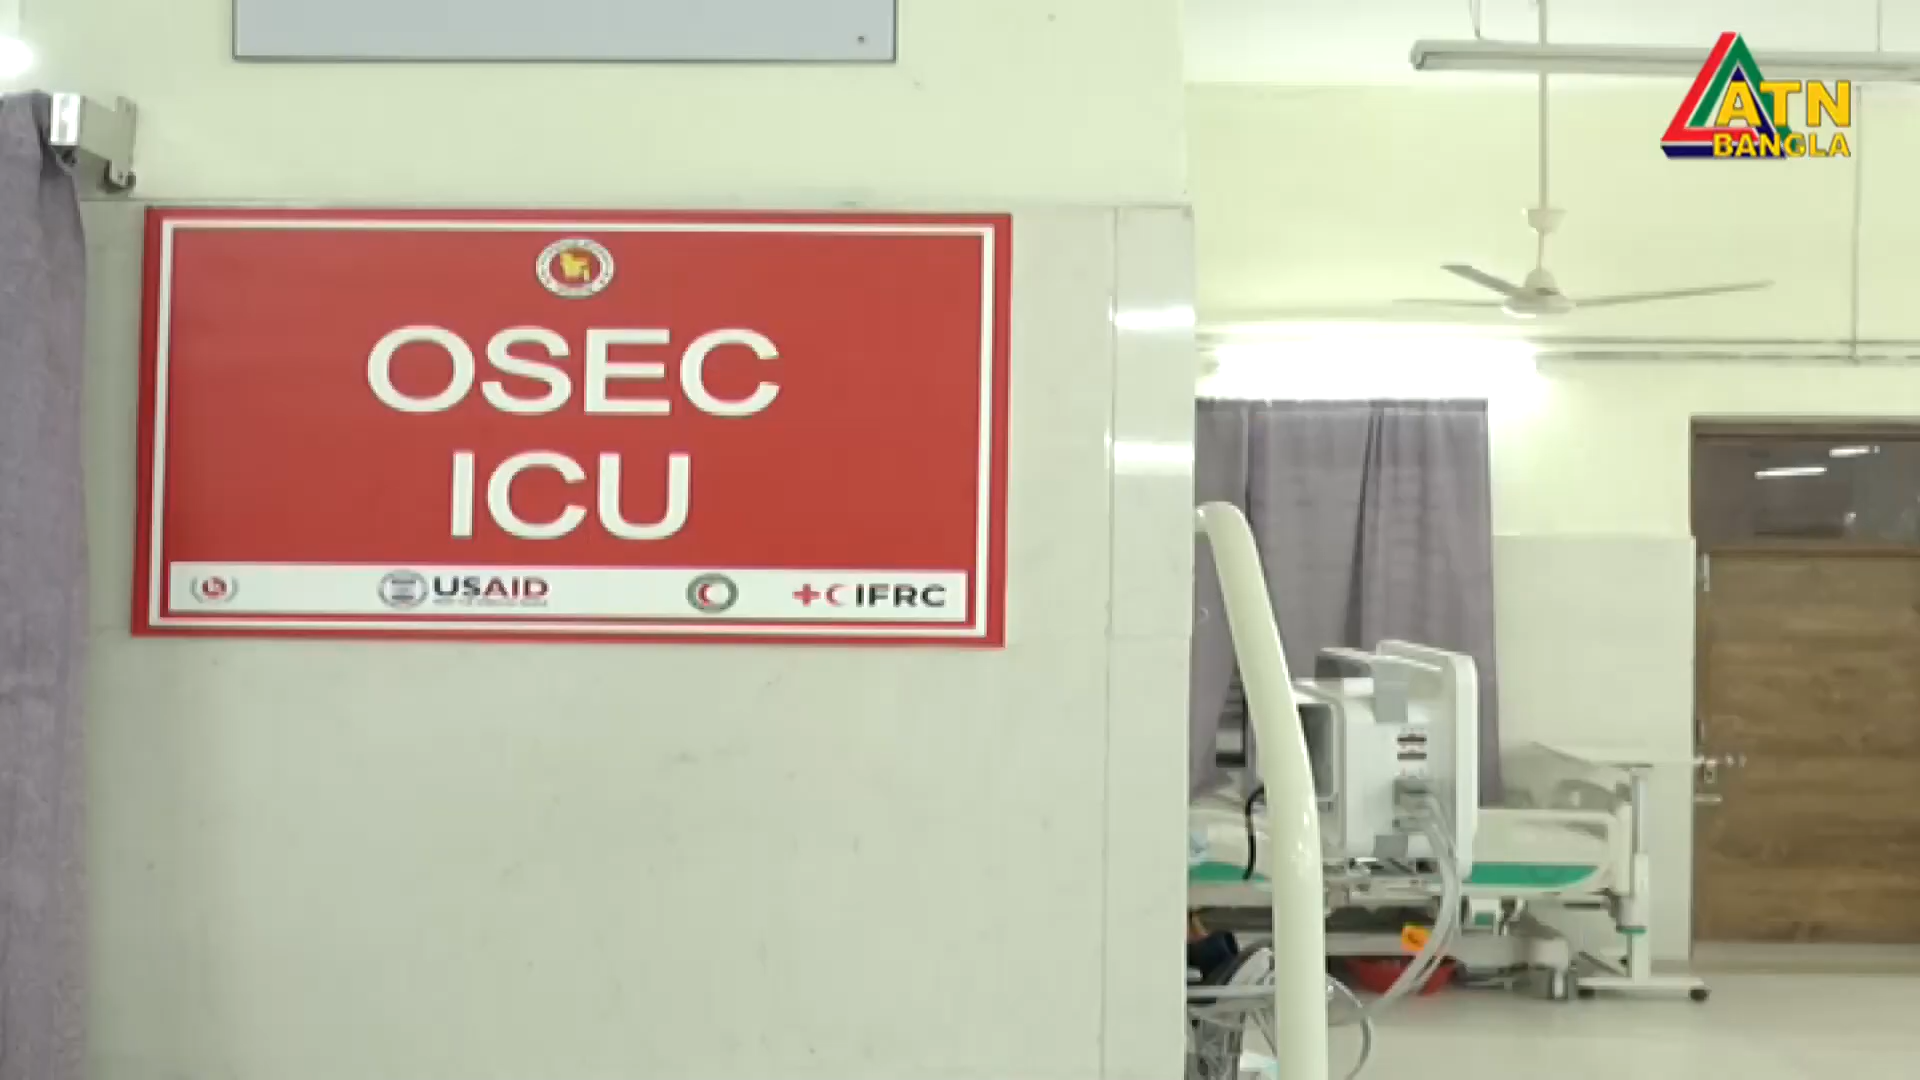 ATN
BANGLA
OSEC
ICU
USAID
IFRC